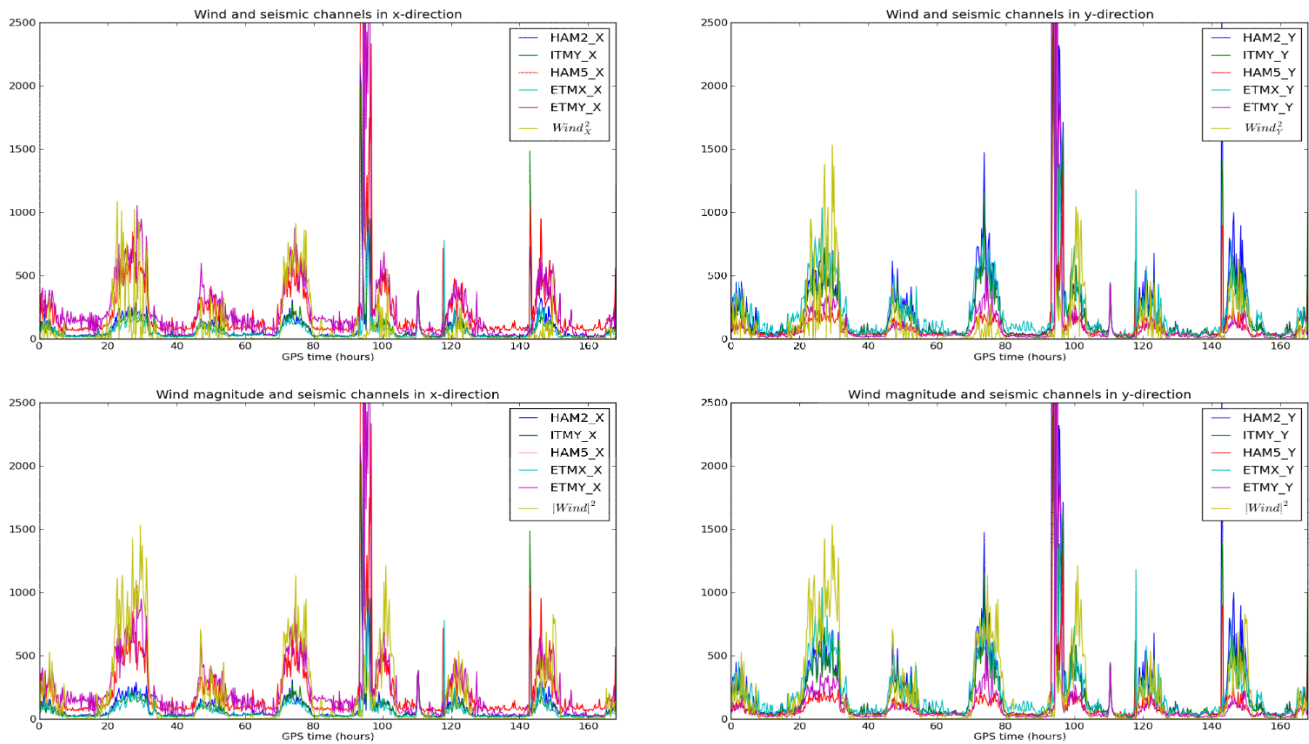 Wind and seismic channels in x-direction
2500
2000
1500
1000
500
0
HAM2_X
ITMY_X
HAM5_X
ETMX_X
ETMY_X
Wind²_X
0 20 40 60 80 100 120 140 160
GPS time (hours)
Wind and seismic channels in y-direction
2500
2000
1500
1000
500
0
HAM2_Y
ITMY_Y
HAM5_Y
ETMX_Y
ETMY_Y
Wind²_Y
0 20 40 60 80 100 120 140 160
GPS time (hours)
Wind magnitude and seismic channels in x-direction
2500
2000
1500
1000
500
0
HAM2_X
ITMY_X
HAM5_X
ETMX_X
ETMY_X
|Wind|²
0 20 40 60 80 100 120 140 160
GPS time (hours)
Wind magnitude and seismic channels in y-direction
2500
2000
1500
1000
500
0
HAM2_Y
ITMY_Y
HAM5_Y
ETMX_Y
ETMY_Y
|Wind|²
0 20 40 60 80 100 120 140 160
GPS time (hours)